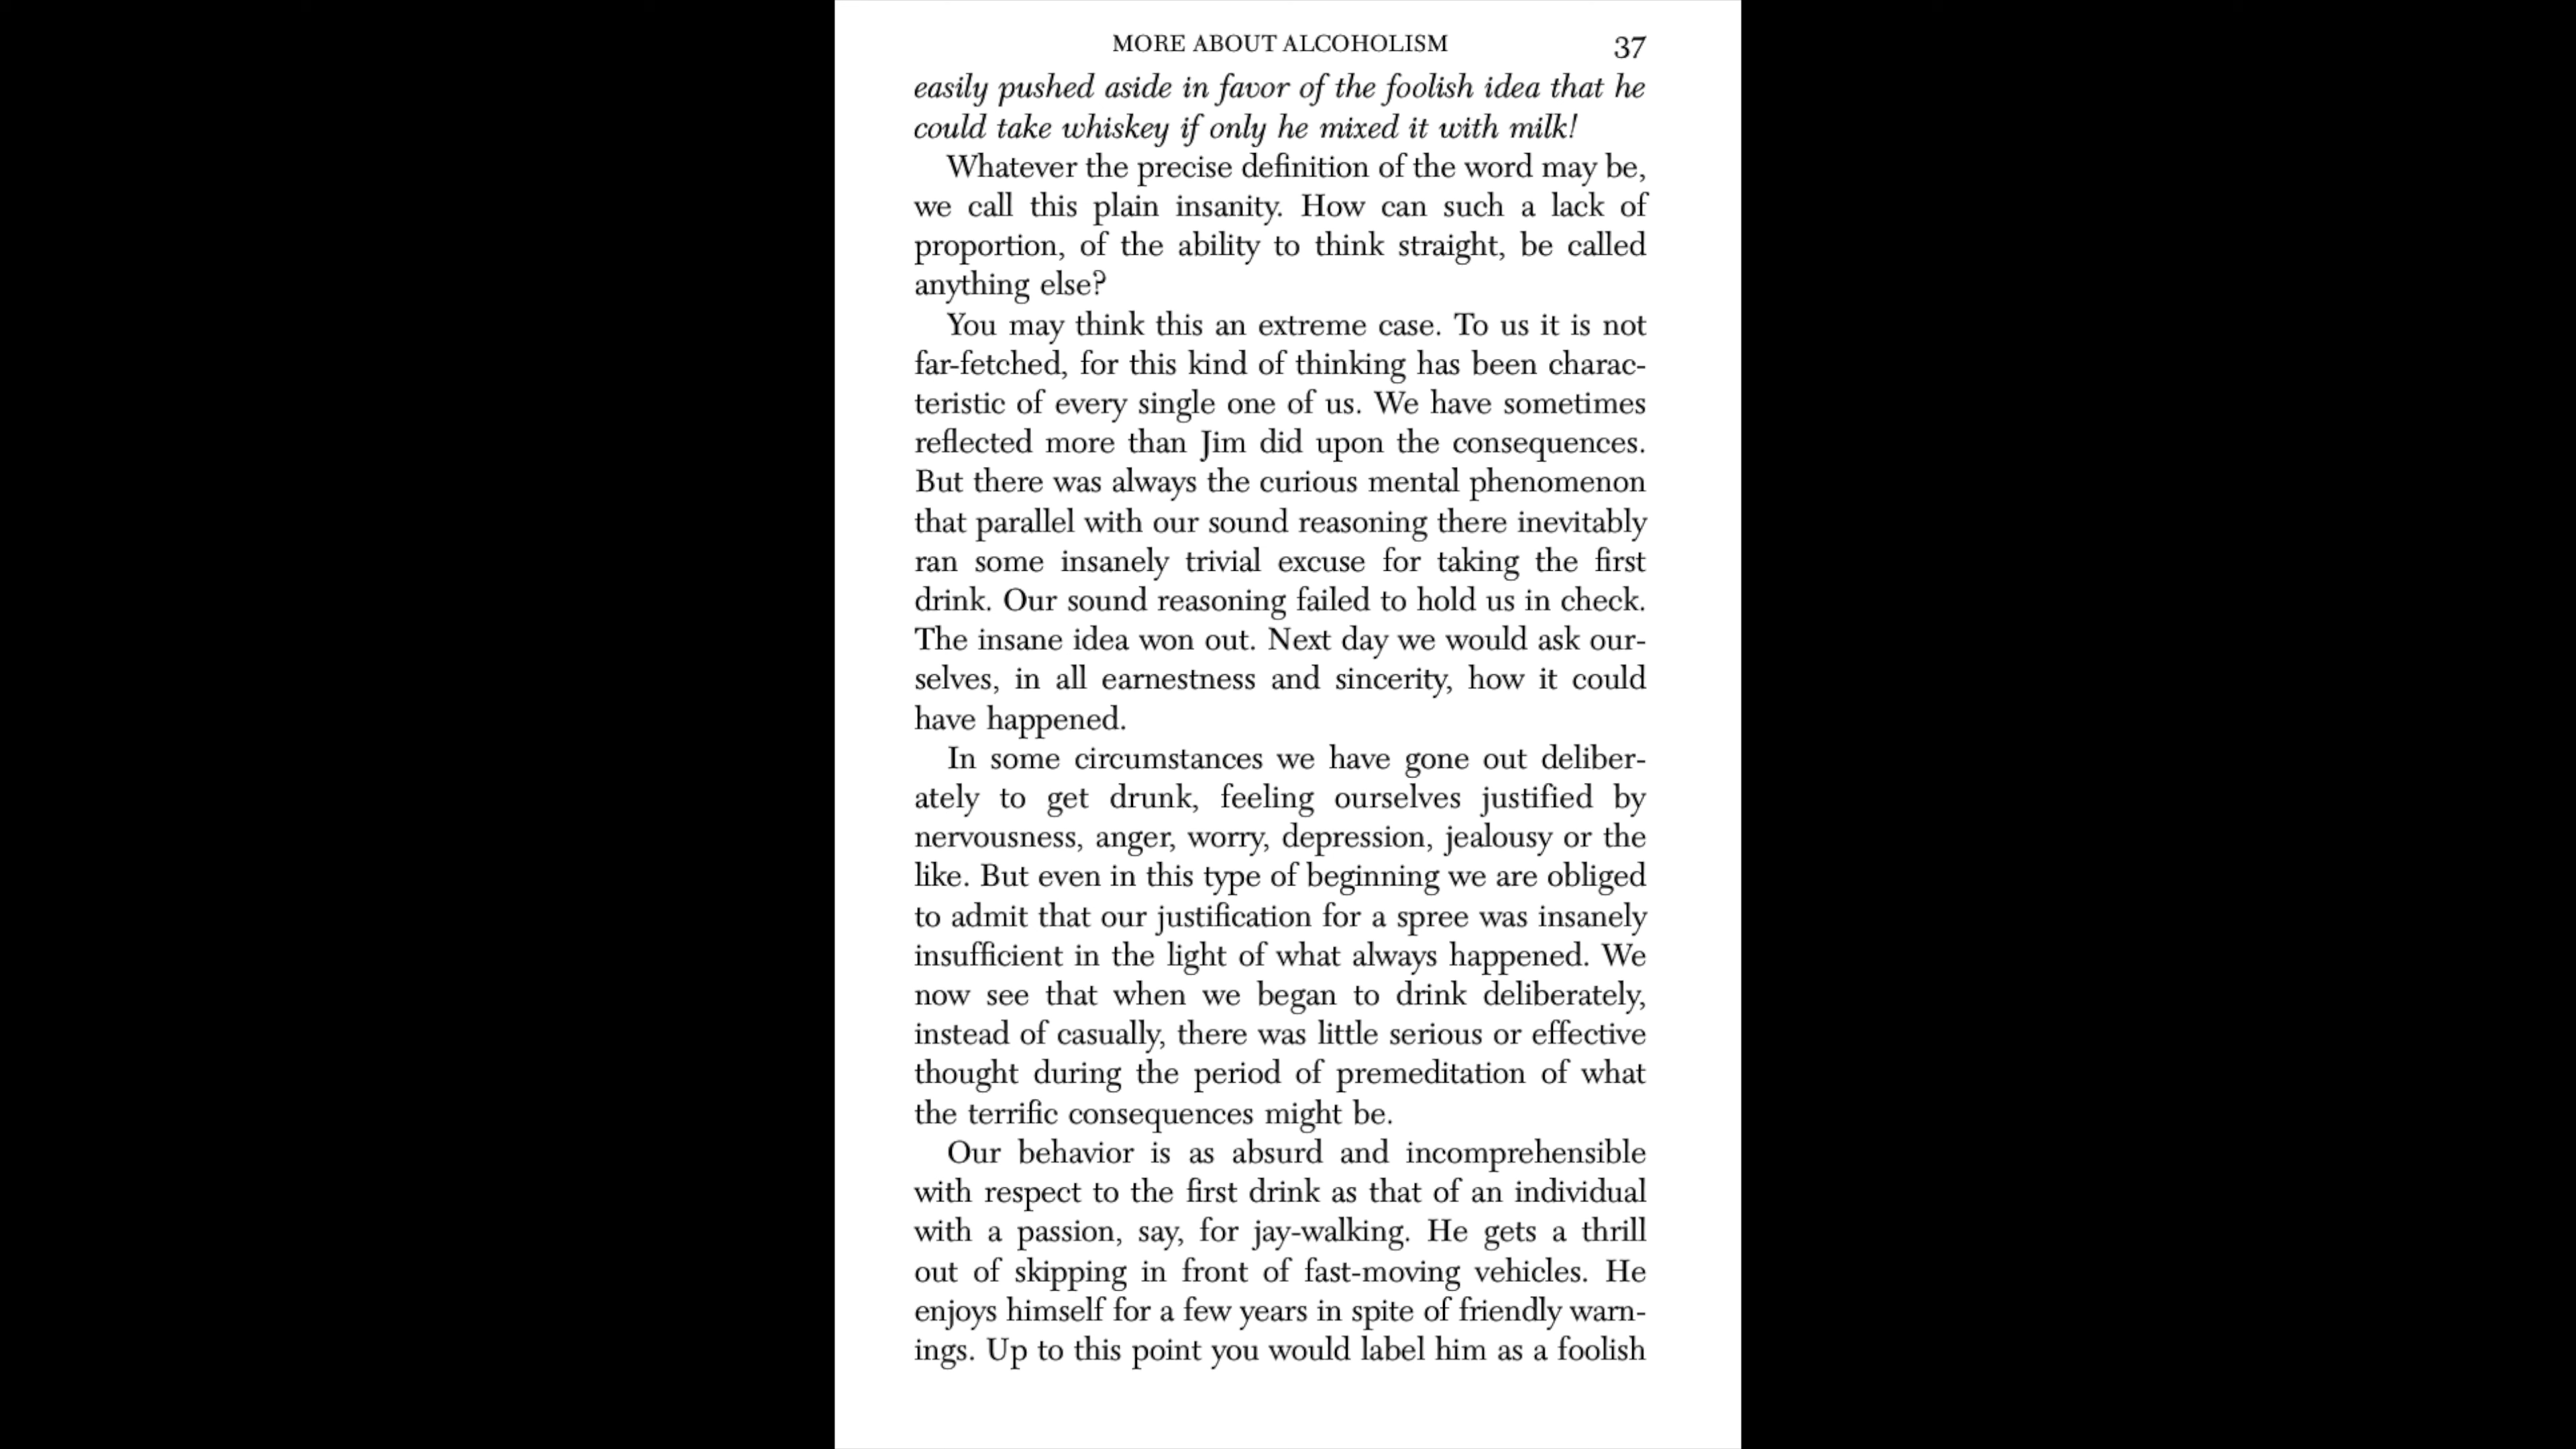 MORE ABOUT ALCOHOLISM 37
easily pushed aside in favor of the foolish idea that he
could take whiskey if only he mixed it with milk!
Whatever the precise definition of the word may be,
we call this plain insanity. How can such a lack of
proportion, of the ability to think straight, be called
anything else?
You may think this an extreme case. To us it is not
far-fetched, for this kind of thinking has been charac-
teristic of every single one of us. We have sometimes
reflected more than Jim did upon the consequences.
But there was always the curious mental phenomenon
that parallel with our sound reasoning there inevitably
ran some insanely trivial excuse for taking the first
drink. Our sound reasoning failed to hold us in check.
The insane idea won out. Next day we would ask our-
selves, in all earnestness and sincerity, how it could
have happened.
In some circumstances we have gone out deliber-
ately to get drunk, feeling ourselves justified by
nervousness, anger, worry, depression, jealousy or the
like. But even in this type of beginning we are obliged
to admit that our justification for a spree was insanely
insufficient in the light of what always happened. We
now see that when we began to drink deliberately,
instead of casually, there was little serious or effective
thought during the period of premeditation of what
the terrific consequences might be.
Our behavior is as absurd and incomprehensible
with respect to the first drink as that of an individual
with a passion, say, for jay-walking. He gets a thrill
out of skipping in front of fast-moving vehicles. He
enjoys himself for a few years in spite of friendly warn-
ings. Up to this point you would label him as a foolish